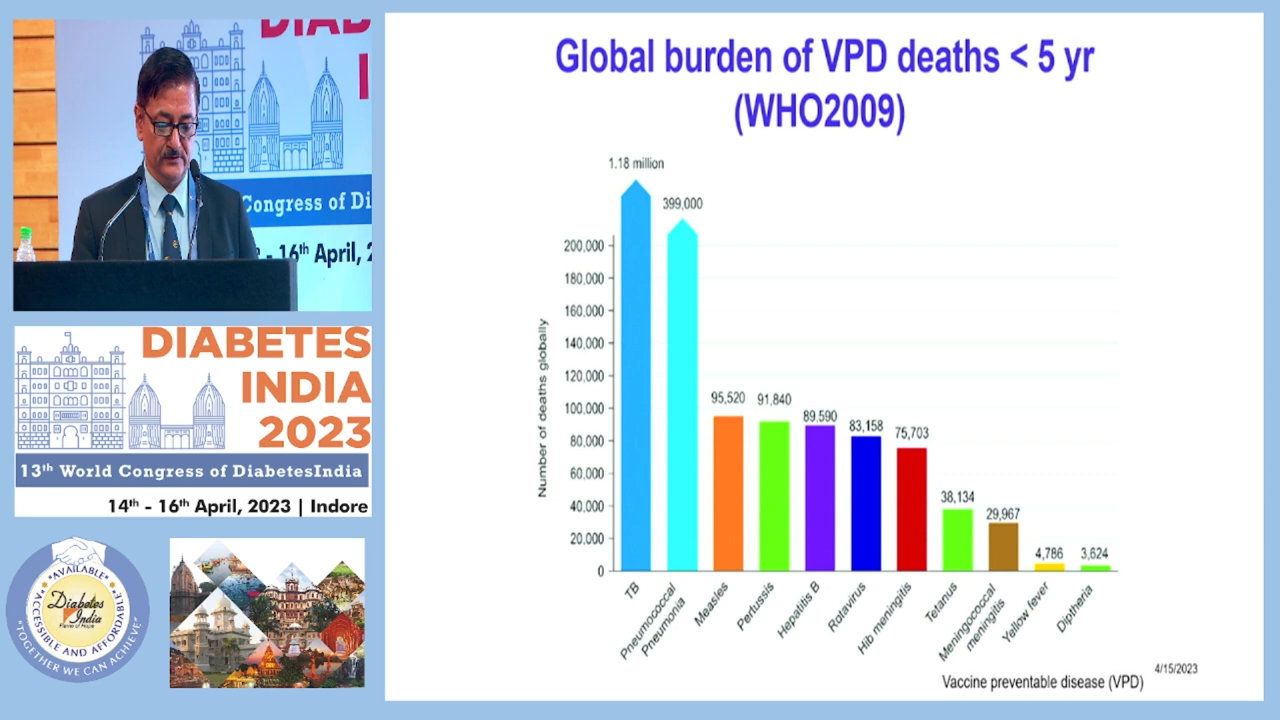 DIAB
I
Congress of Di
- 16th April, 2
DIABETES
INDIA
2023
13th World Congress of DiabetesIndia
14th - 16th April, 2023 | Indore
"AVAILABLE"
"ACCESSIBLE AND AFFORDABLE"
"TOGETHER WE CAN ACHIEVE"
Diabetes
India
Global burden of VPD deaths < 5 yr
(WHO2009)
1.18 million
399,000
95,520
91,840
89,590
83,158
75,703
38,134
29,967
4,786
3,624
Number of deaths globally
200,000
180,000
160,000
140,000
120,000
100,000
80,000
60,000
40,000
20,000
0
TB
Pneumococcal
Pneumonia
Measles
Pertussis
Hepatitis B
Rotavirus
Hib meningitis
Tetanus
Meningococcal
meningitis
Yellow fever
Diptheria
4/15/2023
Vaccine preventable disease (VPD)